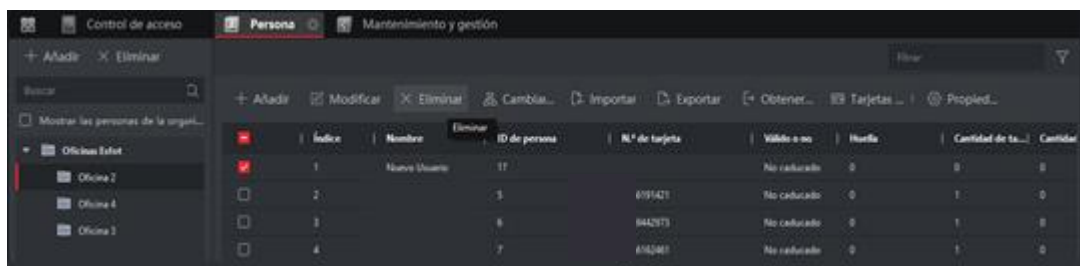 Control de acceso Persona Mantenimiento y gestión
+ Añadir × Eliminar Filtrar
Buscar
+ Añadir Modificar × Eliminar Cambiar... Importar Exportar Obtener... Tarjetas ... Propied...
Mostrar las personas de la organi...
Eliminar
Índice Nombre ID de persona N.º de tarjeta Válido o no Huella Cantidad de ta... Cantidad
Oficinas Esfot
1 Nuevo Usuario 17 No caducado 0 0 0
Oficina 2
2 5 6191421 No caducado 0 1 0
Oficina 4
3 6 6442973 No caducado 0 1 0
Oficina 3
4 7 6162461 No caducado 0 1 0